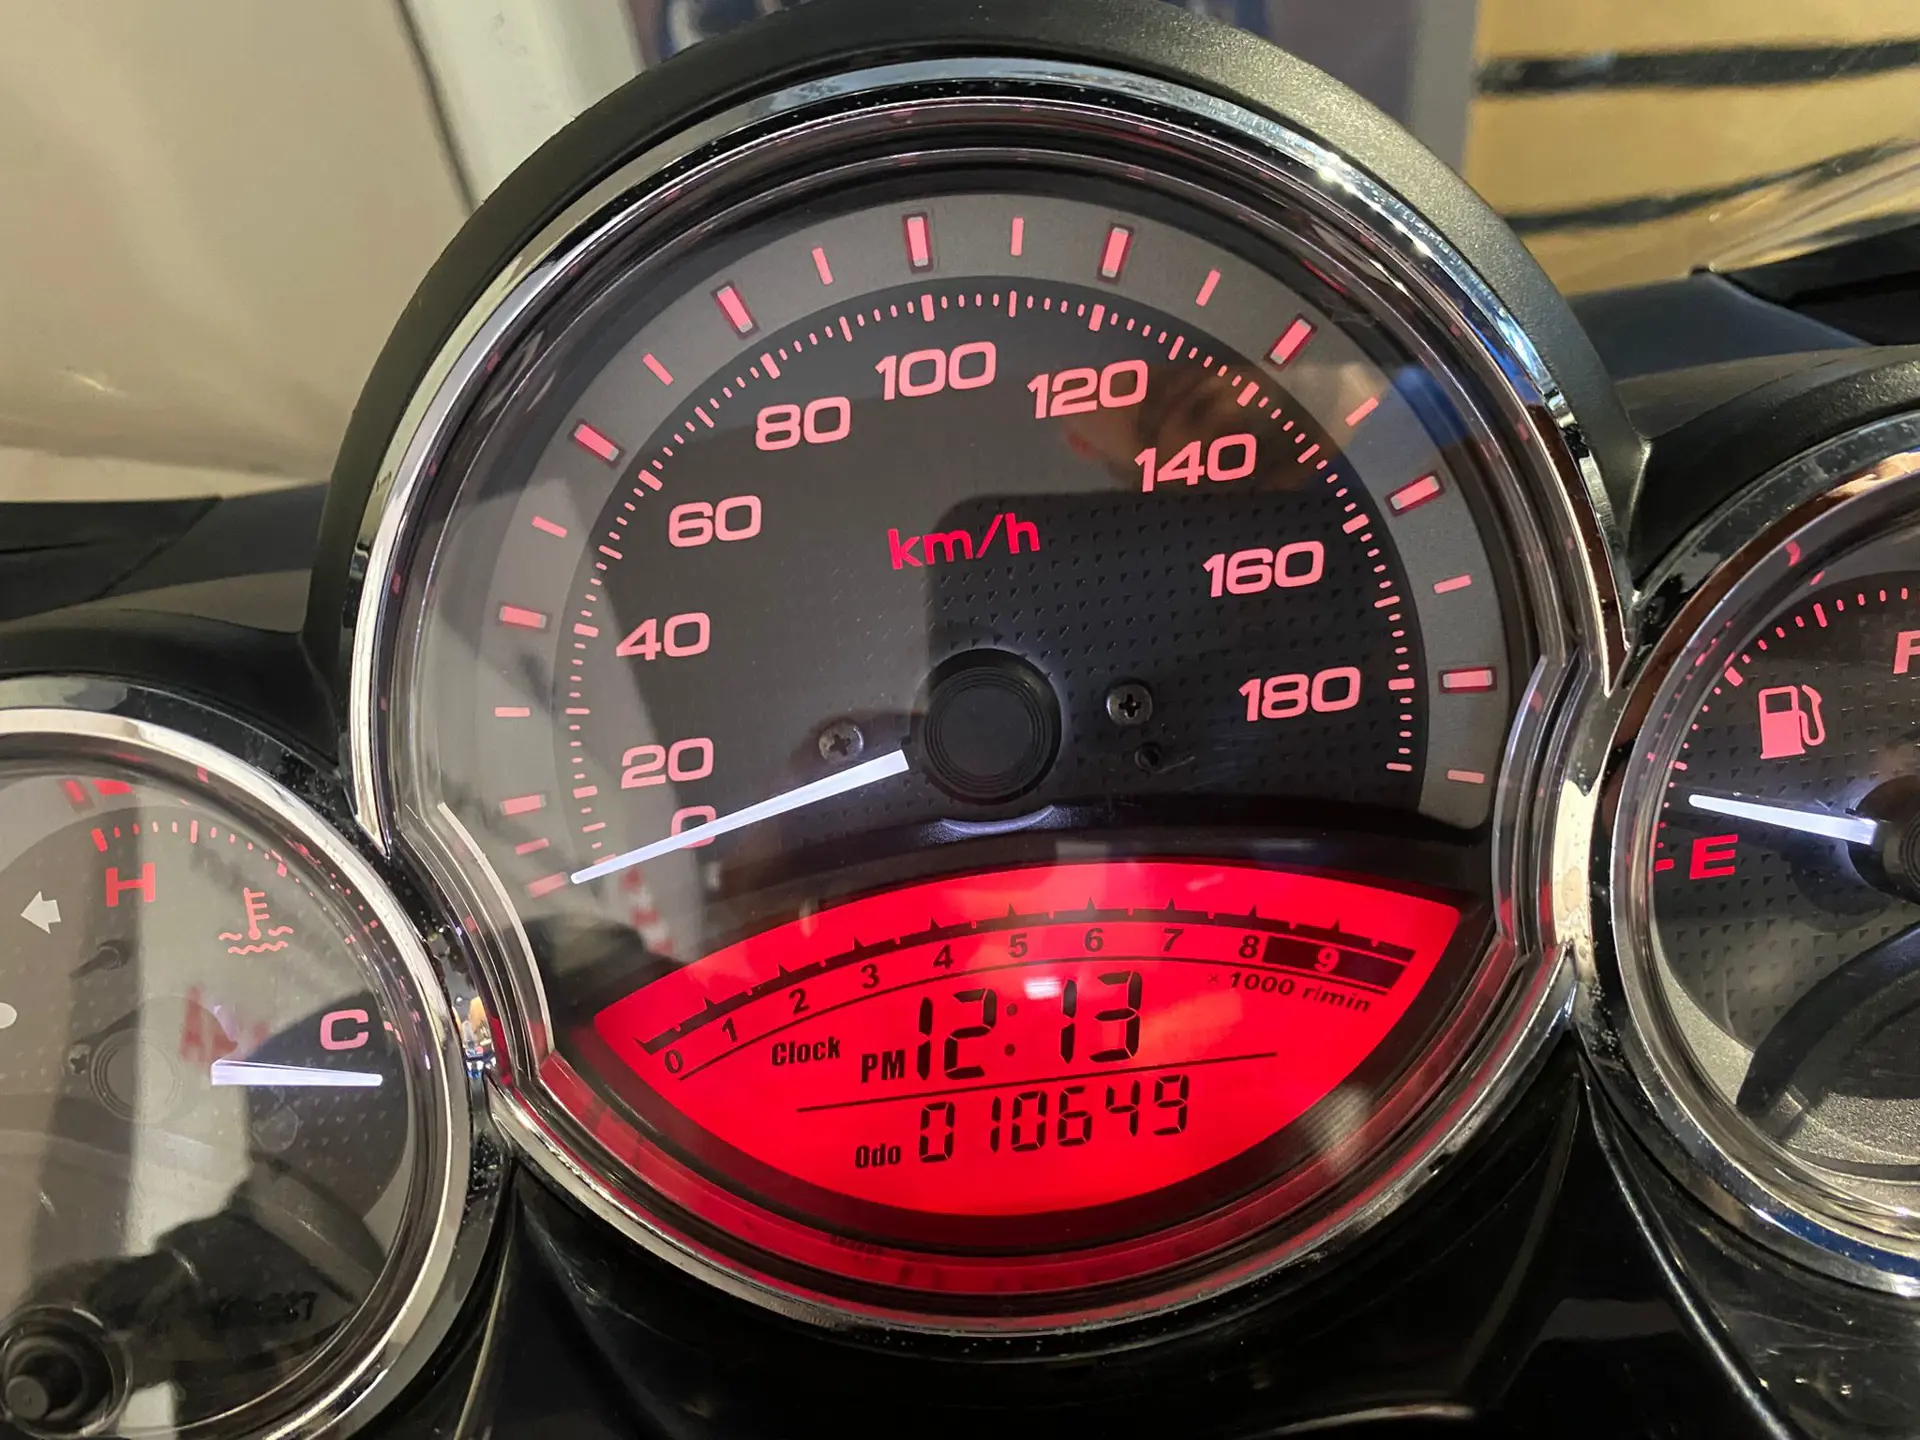 0 20 40 60 80 100 120 140 160 180
km/h
0 1 2 3 4 5 6 7 8 9
× 1000 r/min
Clock PM 12:13
Odo 010649
H
C
E